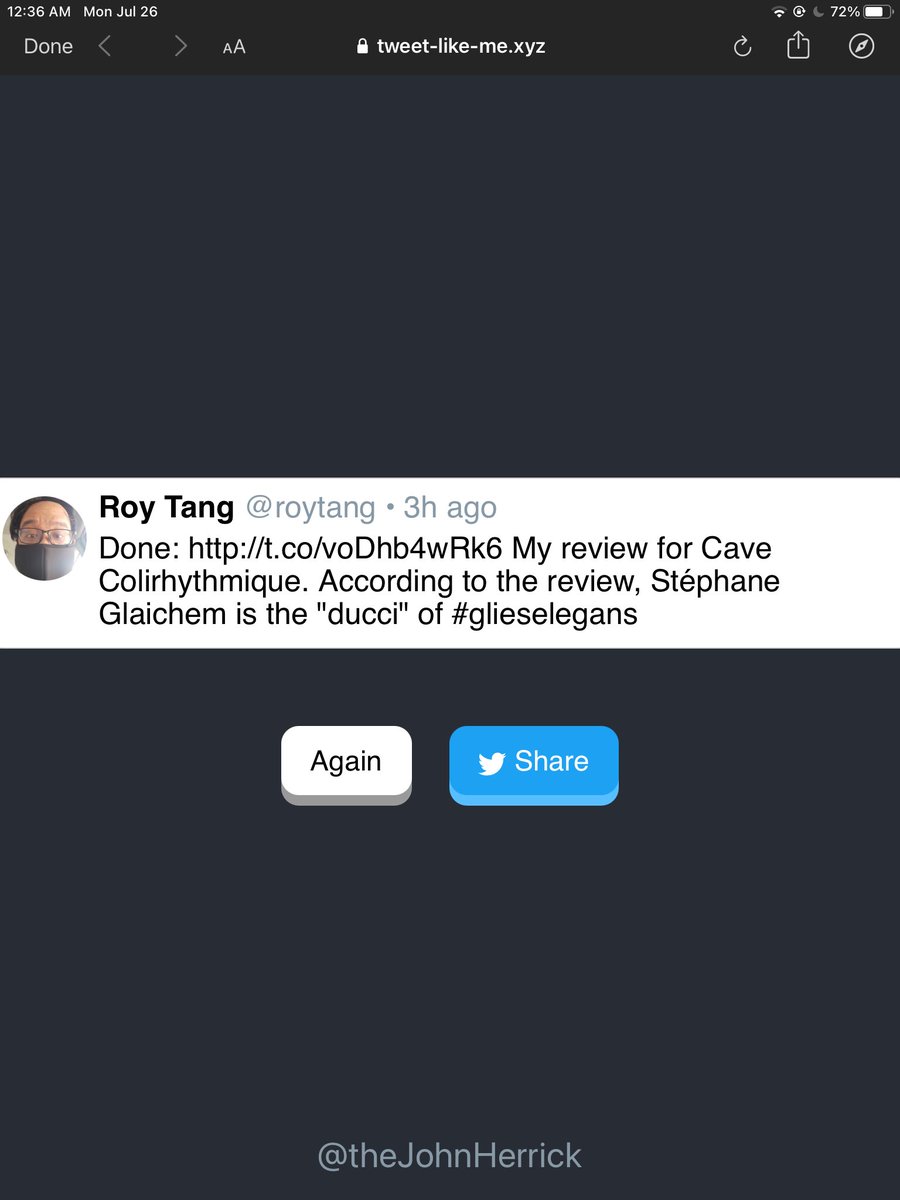 12:36 AM Mon Jul 26 72%
Done AA tweet-like-me.xyz
Roy Tang @roytang • 3h ago
Done: http://t.co/voDhb4wRk6 My review for Cave
Colirhythmique. According to the review, Stéphane
Glaichem is the "ducci" of #glieselegans
Again Share
@theJohnHerrick